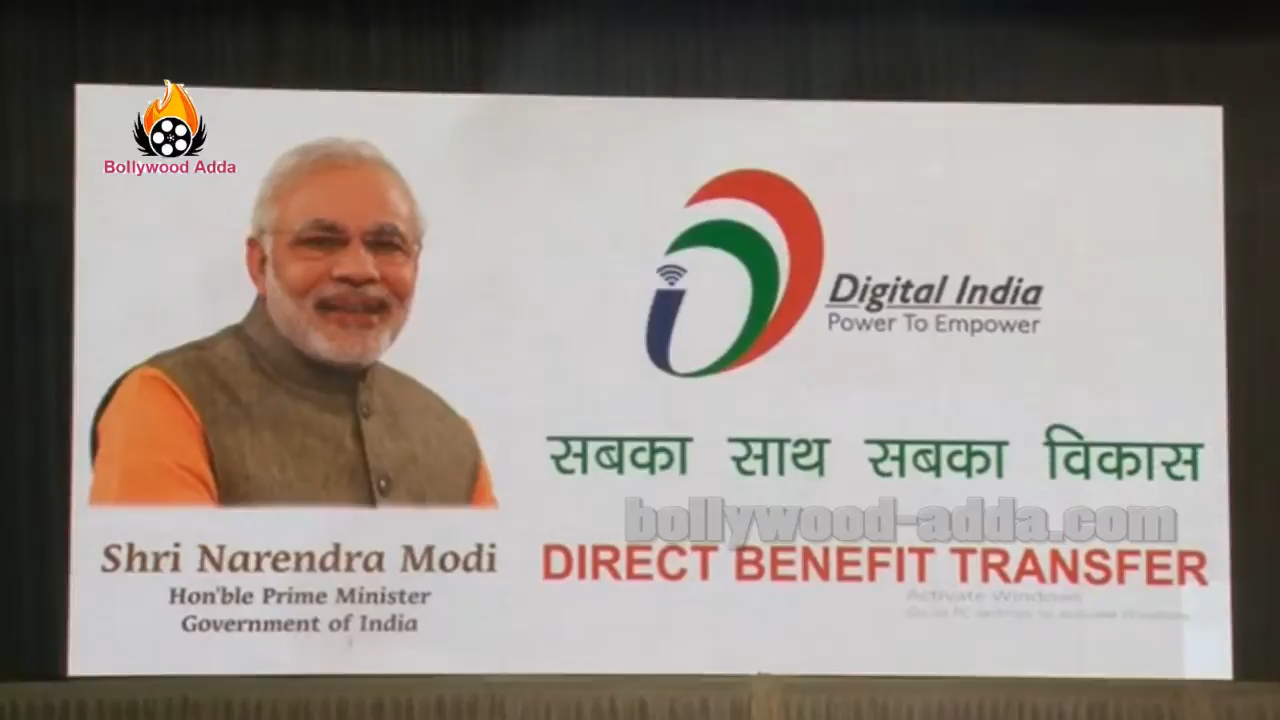 Bollywood Adda
Digital India
Power To Empower
सबका साथ सबका विकास
bollywood-adda.com
DIRECT BENEFIT TRANSFER
Activate Windows
Shri Narendra Modi
Hon'ble Prime Minister
Government of India